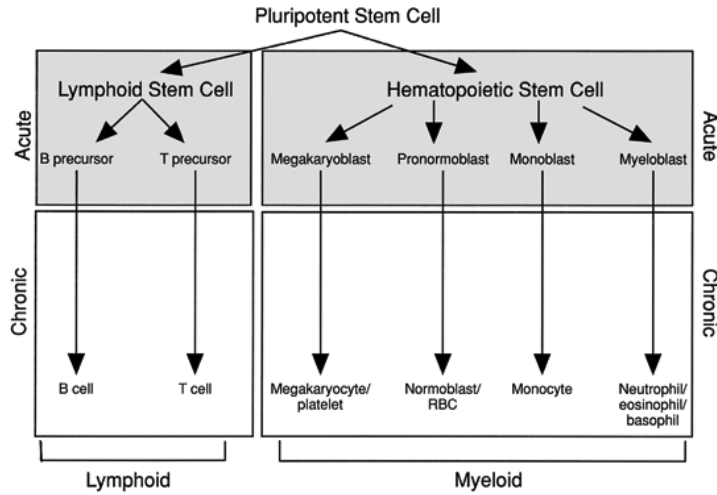 Pluripotent Stem Cell
Acute
Lymphoid Stem Cell
B precursor
T precursor
Hematopoietic Stem Cell
Megakaryoblast
Pronormoblast
Monoblast
Myeloblast
Acute
Chronic
B cell
T cell
Megakaryocyte/
platelet
Normoblast/
RBC
Monocyte
Neutrophil/
eosinophil/
basophil
Chronic
Lymphoid
Myeloid